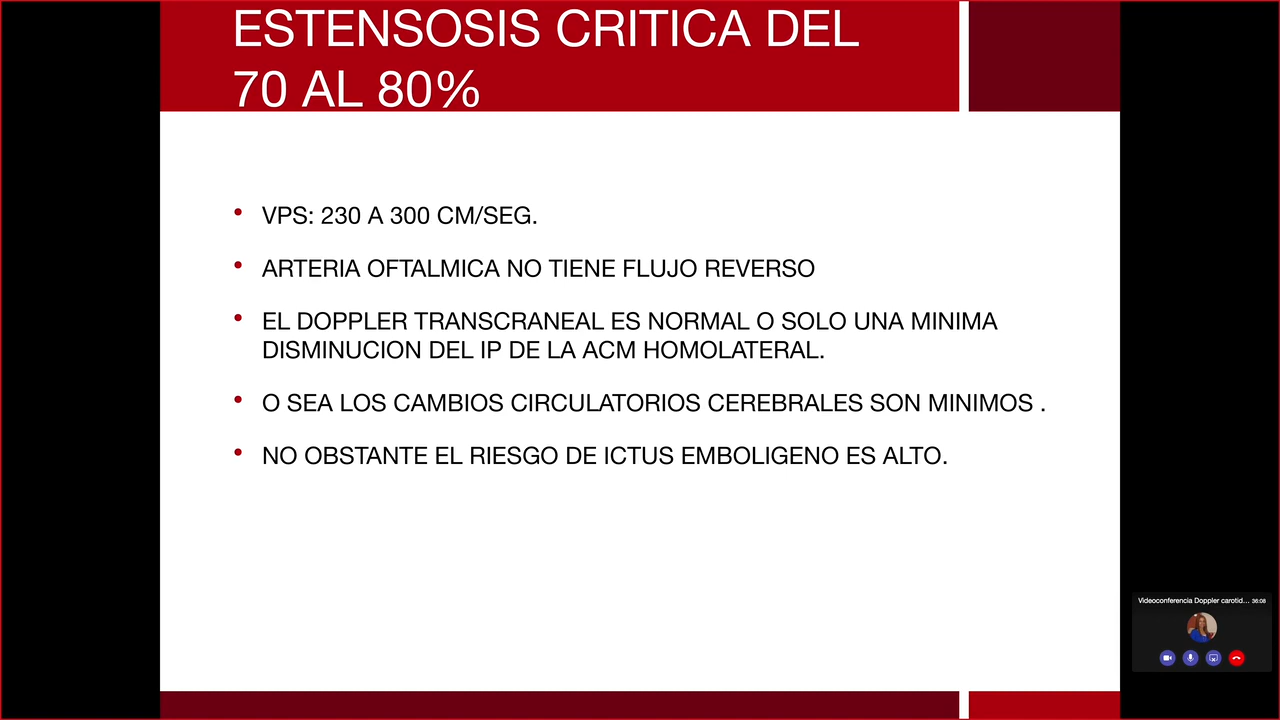 ESTENSOSIS CRITICA DEL
70 AL 80%
• VPS: 230 A 300 CM/SEG.
• ARTERIA OFTALMICA NO TIENE FLUJO REVERSO
• EL DOPPLER TRANSCRANEAL ES NORMAL O SOLO UNA MINIMA
DISMINUCION DEL IP DE LA ACM HOMOLATERAL.
• O SEA LOS CAMBIOS CIRCULATORIOS CEREBRALES SON MINIMOS .
• NO OBSTANTE EL RIESGO DE ICTUS EMBOLIGENO ES ALTO.
Videoconferencia Doppler carotid... 36:08